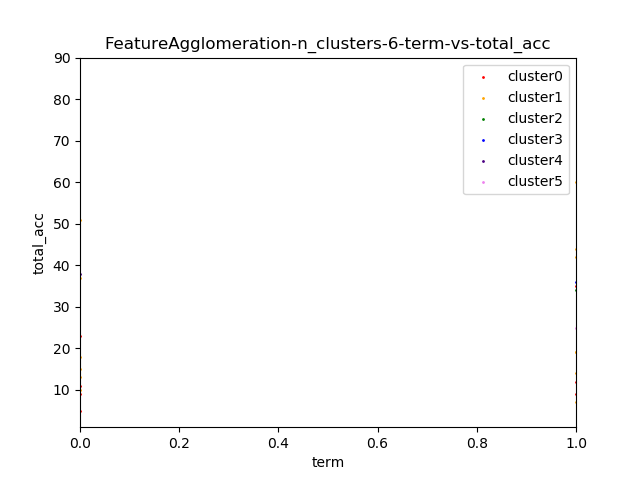 FeatureAgglomeration-n_clusters-6-term-vs-total_acc
90
80
70
60
50
40
30
20
10
total_acc
cluster0
cluster1
cluster2
cluster3
cluster4
cluster5
0.0 0.2 0.4 0.6 0.8 1.0
term